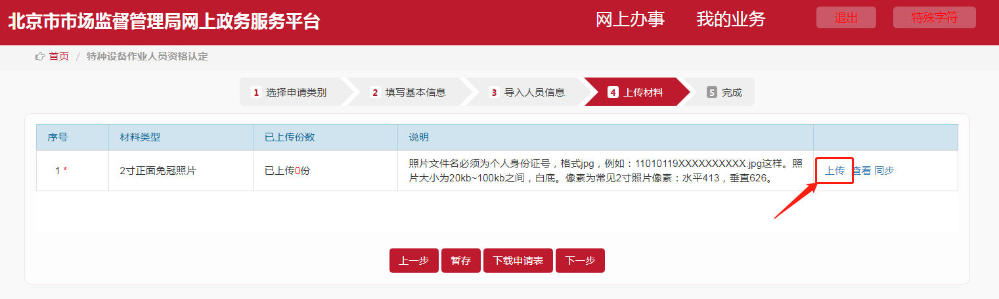 北京市市场监督管理局网上政务服务平台 网上办事 我的业务 退出 特殊字符
首页 / 特种设备作业人员资格认定
1 选择申请类别 2 填写基本信息 3 导入人员信息 4 上传材料 5 完成
序号 材料类型 已上传份数 说明
1 * 2寸正面免冠照片 已上传0份 照片文件名必须为个人身份证号，格式jpg，例如：11010119XXXXXXXXXX.jpg这样。照
片大小为20kb~100kb之间，白底。像素为常见2寸照片像素：水平413，垂直626。 上传 查看 同步
上一步 暂存 下载申请表 下一步